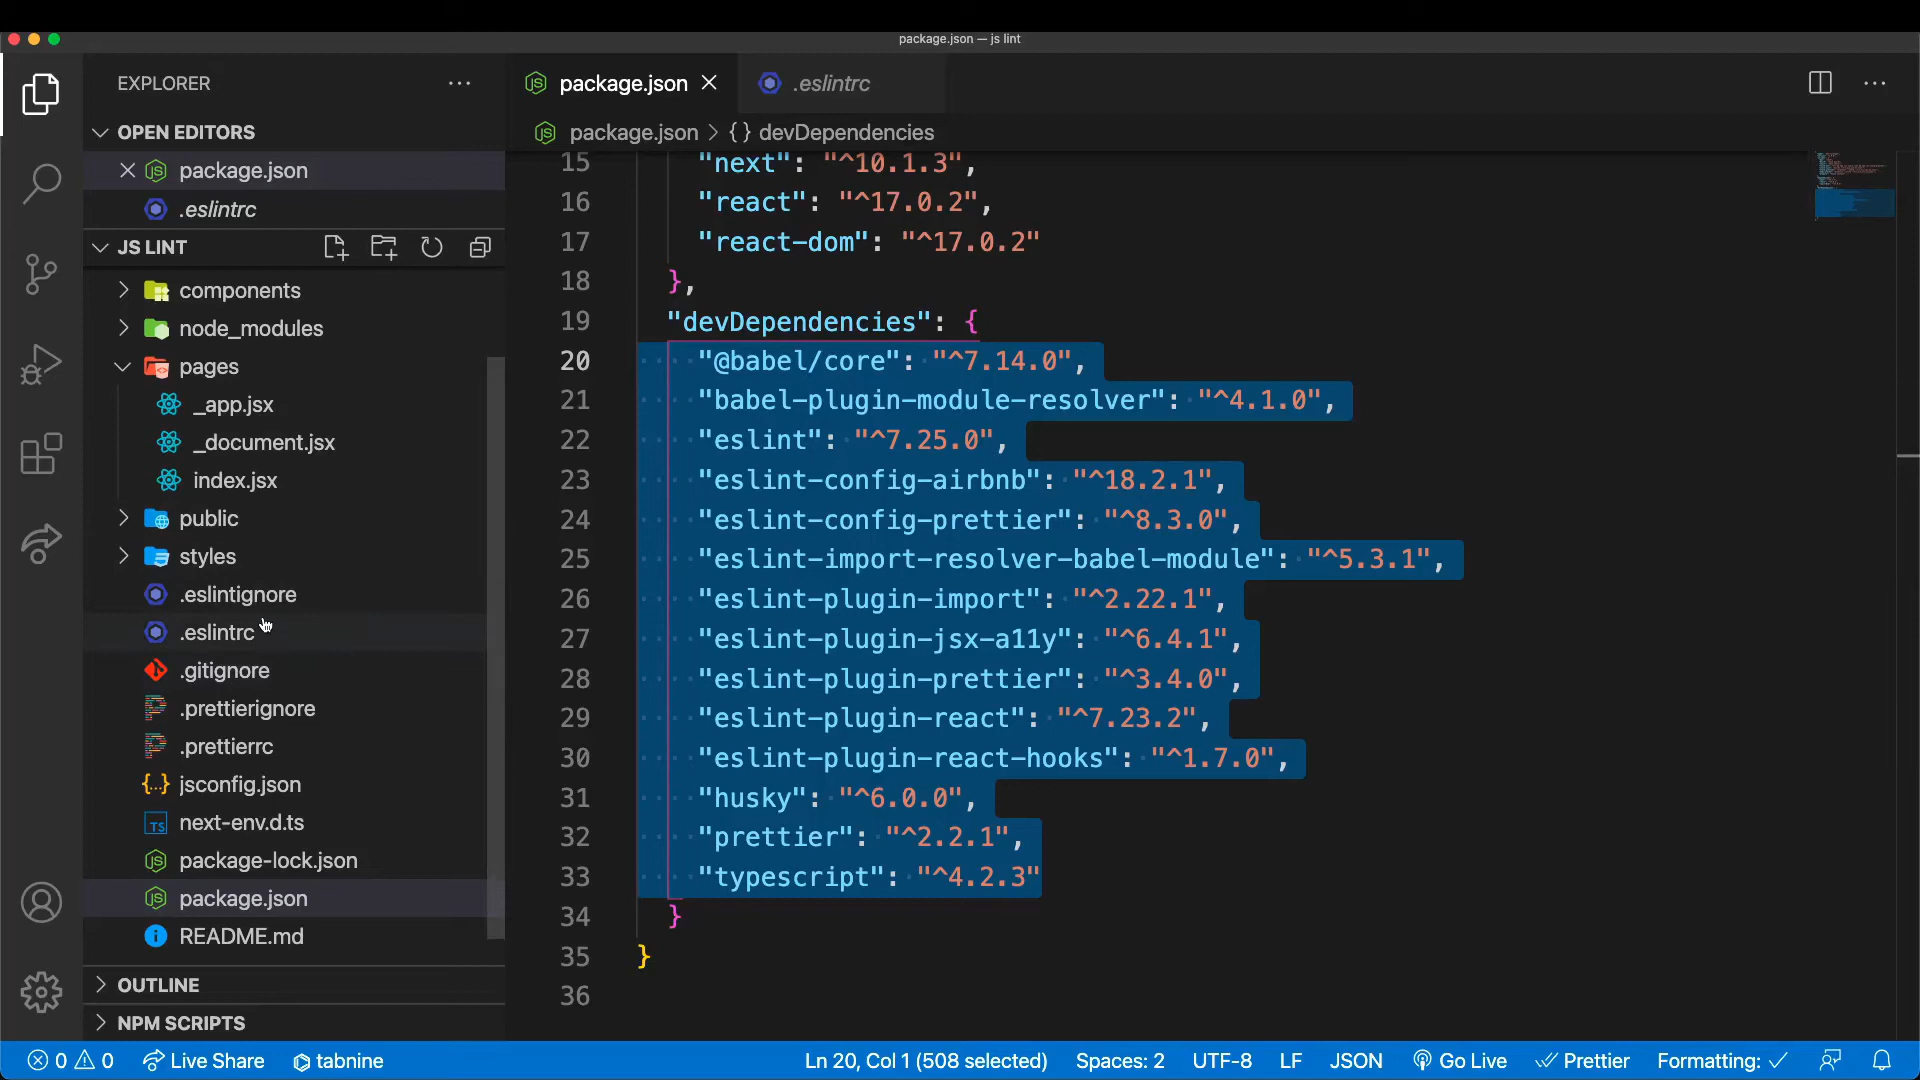 package.json — js lint
EXPLORER
OPEN EDITORS
package.json
.eslintrc
JS LINT
components
node_modules
pages
_app.jsx
_document.jsx
index.jsx
public
styles
.eslintignore
.eslintrc
.gitignore
.prettierignore
.prettierrc
jsconfig.json
next-env.d.ts
package-lock.json
package.json
README.md
OUTLINE
NPM SCRIPTS
package.json
.eslintrc
package.json > {} devDependencies
15 "next": "^10.1.3",
16 "react": "^17.0.2",
17 "react-dom": "^17.0.2"
18 },
19 "devDependencies": {
20 "@babel/core": "^7.14.0",
21 "babel-plugin-module-resolver": "^4.1.0",
22 "eslint": "^7.25.0",
23 "eslint-config-airbnb": "^18.2.1",
24 "eslint-config-prettier": "^8.3.0",
25 "eslint-import-resolver-babel-module": "^5.3.1",
26 "eslint-plugin-import": "^2.22.1",
27 "eslint-plugin-jsx-a11y": "^6.4.1",
28 "eslint-plugin-prettier": "^3.4.0",
29 "eslint-plugin-react": "^7.23.2",
30 "eslint-plugin-react-hooks": "^1.7.0",
31 "husky": "^6.0.0",
32 "prettier": "^2.2.1",
33 "typescript": "^4.2.3"
34 }
35 }
36
0 0 Live Share tabnine Ln 20, Col 1 (508 selected) Spaces: 2 UTF-8 LF JSON Go Live Prettier Formatting: ✓